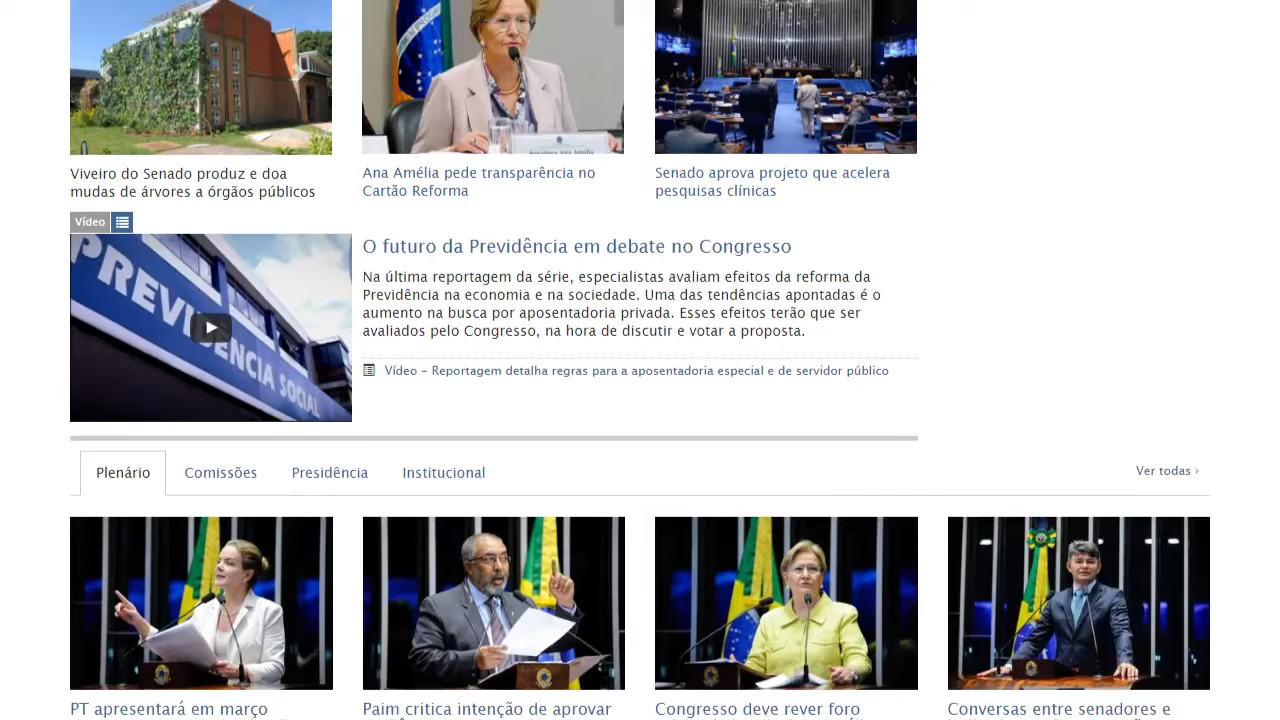 Viveiro do Senado produz e doa
mudas de árvores a órgãos públicos
Ana Amélia pede transparência no
Cartão Reforma
Senado aprova projeto que acelera
pesquisas clínicas
Vídeo
PREVIDÊNCIA SOCIAL
O futuro da Previdência em debate no Congresso
Na última reportagem da série, especialistas avaliam efeitos da reforma da
Previdência na economia e na sociedade. Uma das tendências apontadas é o
aumento na busca por aposentadoria privada. Esses efeitos terão que ser
avaliados pelo Congresso, na hora de discutir e votar a proposta.
Vídeo – Reportagem detalha regras para a aposentadoria especial e de servidor público
Plenário
Comissões
Presidência
Institucional
Ver todas ›
PT apresentará em março
Paim critica intenção de aprovar
Congresso deve rever foro
Conversas entre senadores e